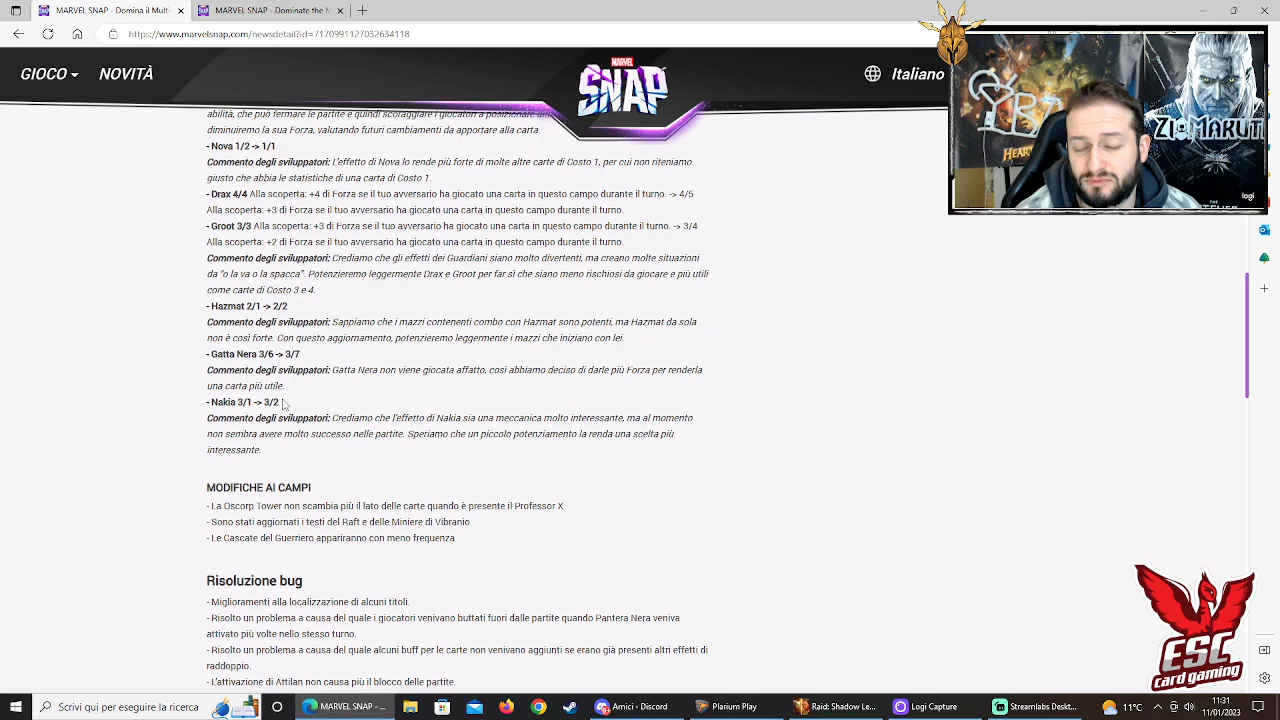 MARVEL SNAP - Domina il Multi
MARVEL SNAP - Dominate the M
https://www.marvelsnap.com/newsdetail?id=7170991127032634118
GIOCO
NOVITÀ
MARVEL
SNAP
Italiano
ZIOMARUT
HEART
logi
THE
abilità, che può fermare le partite e quindi scoraggiare i giocatori a posizionare
diminuiremo la sua Forza, valutando futuri cambiamenti da apportare alla carta.
- Nova 1/2 -> 1/1
Commento degli sviluppatori: L'effetto di Nova lo rende più forte di molte altre carte di Costo 1, per cui non riteniamo
giusto che abbia le statistiche di una carta di Costo 1.
- Drax 4/4 Alla scoperta: +4 di Forza se il tuo avversario ha giocato una carta in questo campo durante il turno. -> 4/5
Alla scoperta: +3 di Forza se il tuo avversario ha giocato una carta in questo campo durante il turno.
- Groot 3/3 Alla scoperta: +3 di Forza se il tuo avversario ha giocato una carta in questo campo durante il turno. -> 3/4
Alla scoperta: +2 di Forza se il tuo avversario ha giocato una carta in questo campo durante il turno.
Commento degli sviluppatori: Crediamo che gli effetti dei Guardiani siano molto divertenti, ma creano molte situazioni
da "o la va o la spacca". Potenzieremo leggermente Drax e Groot per far sì che siano meno rischiosi da giocare e più utili
come carte di Costo 3 e 4.
- Hazmat 2/1 -> 2/2
Commento degli sviluppatori: Sappiamo che i mazzi contenenti combo con Hazmat sono potenti, ma Hazmat da sola
non è così forte. Con questo aggiornamento, potenzieremo leggermente i mazzi che iniziano con lei.
- Gatta Nera 3/6 -> 3/7
Commento degli sviluppatori: Gatta Nera non viene giocata affatto, così abbiamo deciso di darle più Forza per renderla
una carta più utile.
- Nakia 3/1 -> 3/2
Commento degli sviluppatori: Crediamo che l'effetto di Nakia sia una meccanica molto interessante, ma al momento
non sembra avere molto successo nelle partite. Speriamo che un piccolo potenziamento la renda una scelta più
interessante.
MODIFICHE AI CAMPI
- La Oscorp Tower non scambia più il lato delle carte quando è presente il Professor X
- Sono stati aggiornati i testi del Raft e delle Miniere di Vibranio
- Le Cascate del Guerriero appariranno con meno frequenza
Risoluzione bug
- Miglioramenti alla localizzazione di alcuni titoli.
- Risolto un problema a causa del quale i giocatori venivano buttati fuori dalle partite quando Pantera Nera veniva
attivato più volte nello stesso turno.
- Risolto un problema a causa del quale alcuni buff per le carte non venivano aggiunti se erano già presenti altri effetti di
raddoppio.
- L'attivazione di Attilan non causa più il blocco delle partite.
ESC
card gaming
Scrivi qui per eseguire la ricerca
MARVEL SNAP - ...
Amici - Discord
Plarium Play
Raid: Shadow Le...
Logi Capture
Streamlabs Deskt...
11°C
11:31
11/01/2023